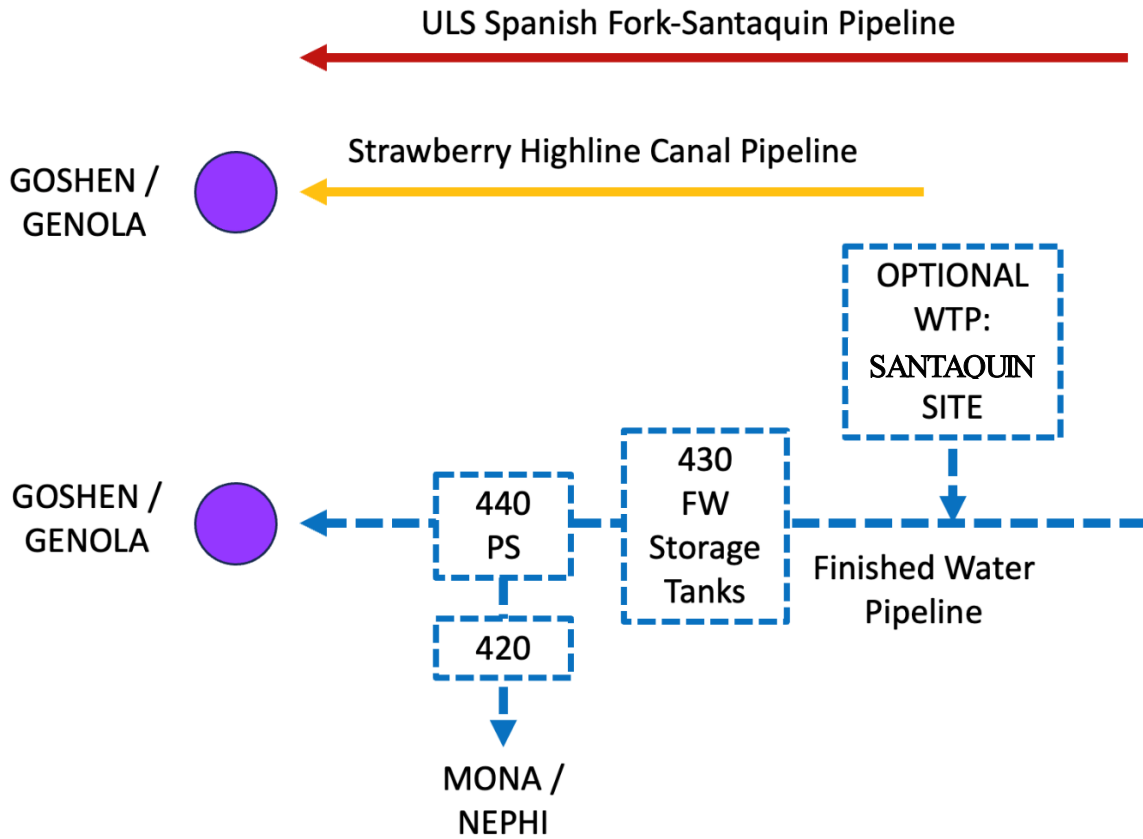 ULS Spanish Fork-Santaquin Pipeline
Strawberry Highline Canal Pipeline
GOSHEN /
GENOLA
OPTIONAL
WTP:
SANTAQUIN
SITE
GOSHEN /
GENOLA
440
PS
430
FW
Storage
Tanks
Finished Water
Pipeline
420
MONA /
NEPHI